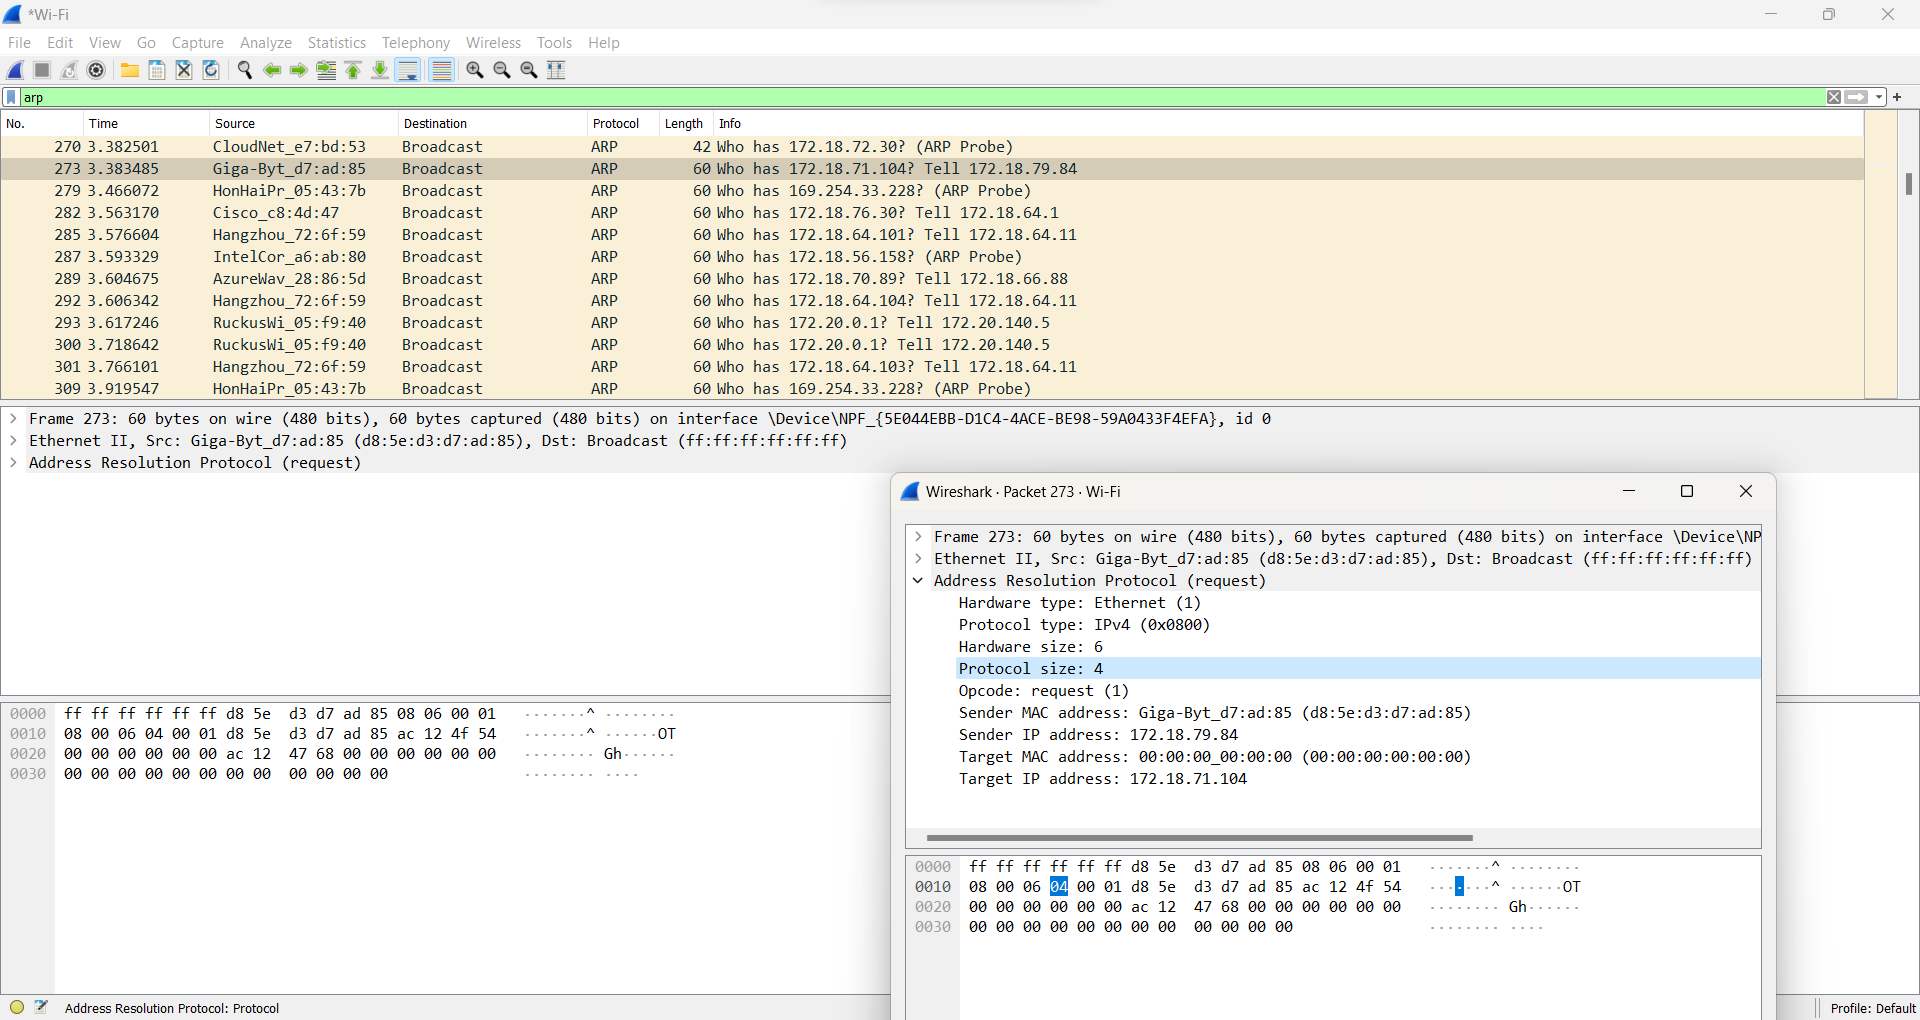 *Wi-Fi
File Edit View Go Capture Analyze Statistics Telephony Wireless Tools Help
arp
No. Time Source Destination Protocol Length Info
270 3.382501 CloudNet_e7:bd:53 Broadcast ARP 42 Who has 172.18.72.30? (ARP Probe)
273 3.383485 Giga-Byt_d7:ad:85 Broadcast ARP 60 Who has 172.18.71.104? Tell 172.18.79.84
279 3.466072 HonHaiPr_05:43:7b Broadcast ARP 60 Who has 169.254.33.228? (ARP Probe)
282 3.563170 Cisco_c8:4d:47 Broadcast ARP 60 Who has 172.18.76.30? Tell 172.18.64.1
285 3.576604 Hangzhou_72:6f:59 Broadcast ARP 60 Who has 172.18.64.101? Tell 172.18.64.11
287 3.593329 IntelCor_a6:ab:80 Broadcast ARP 60 Who has 172.18.56.158? (ARP Probe)
289 3.604675 AzureWav_28:86:5d Broadcast ARP 60 Who has 172.18.70.89? Tell 172.18.66.88
292 3.606342 Hangzhou_72:6f:59 Broadcast ARP 60 Who has 172.18.64.104? Tell 172.18.64.11
293 3.617246 RuckusWi_05:f9:40 Broadcast ARP 60 Who has 172.20.0.1? Tell 172.20.140.5
300 3.718642 RuckusWi_05:f9:40 Broadcast ARP 60 Who has 172.20.0.1? Tell 172.20.140.5
301 3.766101 Hangzhou_72:6f:59 Broadcast ARP 60 Who has 172.18.64.103? Tell 172.18.64.11
309 3.919547 HonHaiPr_05:43:7b Broadcast ARP 60 Who has 169.254.33.228? (ARP Probe)
Frame 273: 60 bytes on wire (480 bits), 60 bytes captured (480 bits) on interface \Device\NPF_{5E044EBB-D1C4-4ACE-BE98-59A0433F4EFA}, id 0
Ethernet II, Src: Giga-Byt_d7:ad:85 (d8:5e:d3:d7:ad:85), Dst: Broadcast (ff:ff:ff:ff:ff:ff)
Address Resolution Protocol (request)
0000 ff ff ff ff ff ff d8 5e d3 d7 ad 85 08 06 00 01 ·······^ ········
0010 08 00 06 04 00 01 d8 5e d3 d7 ad 85 ac 12 4f 54 ·······^ ······OT
0020 00 00 00 00 00 00 ac 12 47 68 00 00 00 00 00 00 ········ Gh······
0030 00 00 00 00 00 00 00 00 00 00 00 00 ········ ····
Wireshark · Packet 273 · Wi-Fi
Frame 273: 60 bytes on wire (480 bits), 60 bytes captured (480 bits) on interface \Device\NP
Ethernet II, Src: Giga-Byt_d7:ad:85 (d8:5e:d3:d7:ad:85), Dst: Broadcast (ff:ff:ff:ff:ff:ff)
Address Resolution Protocol (request)
Hardware type: Ethernet (1)
Protocol type: IPv4 (0x0800)
Hardware size: 6
Protocol size: 4
Opcode: request (1)
Sender MAC address: Giga-Byt_d7:ad:85 (d8:5e:d3:d7:ad:85)
Sender IP address: 172.18.79.84
Target MAC address: 00:00:00_00:00:00 (00:00:00:00:00:00)
Target IP address: 172.18.71.104
0000 ff ff ff ff ff ff d8 5e d3 d7 ad 85 08 06 00 01 ·······^ ········
0010 08 00 06 04 00 01 d8 5e d3 d7 ad 85 ac 12 4f 54 ·······^ ······OT
0020 00 00 00 00 00 00 ac 12 47 68 00 00 00 00 00 00 ········ Gh······
0030 00 00 00 00 00 00 00 00 00 00 00 00 ········ ····
Address Resolution Protocol: Protocol
Profile: Default